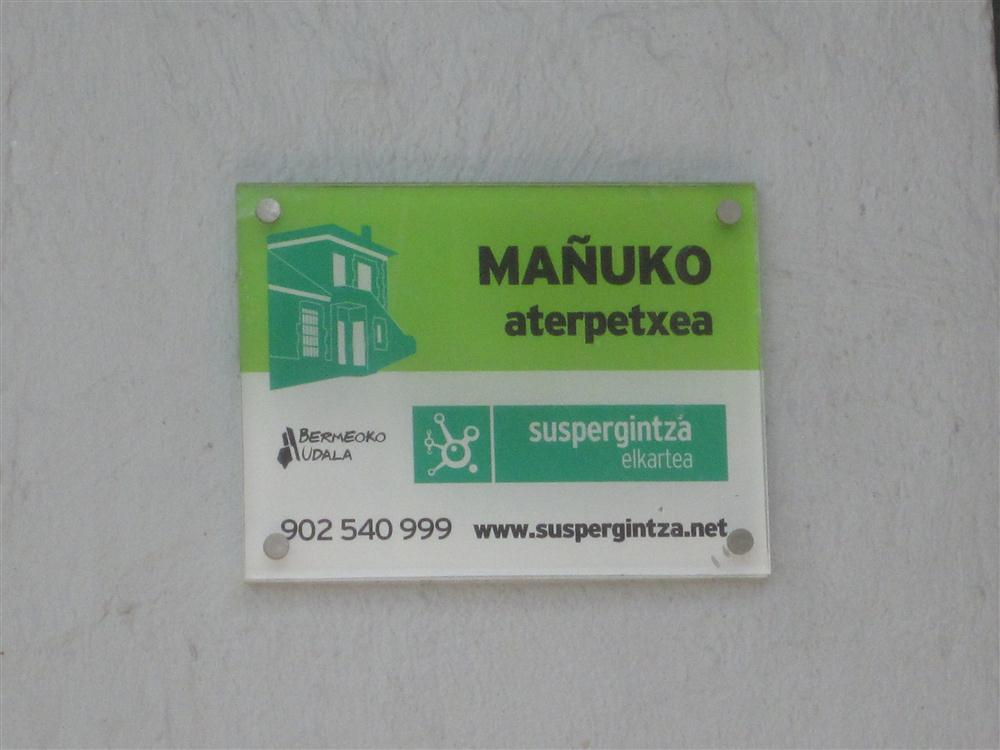 MAÑUKO
aterpetxea
BERMEOKO
UDALA
suspergintza
elkartea
902 540 999 www.suspergintza.net